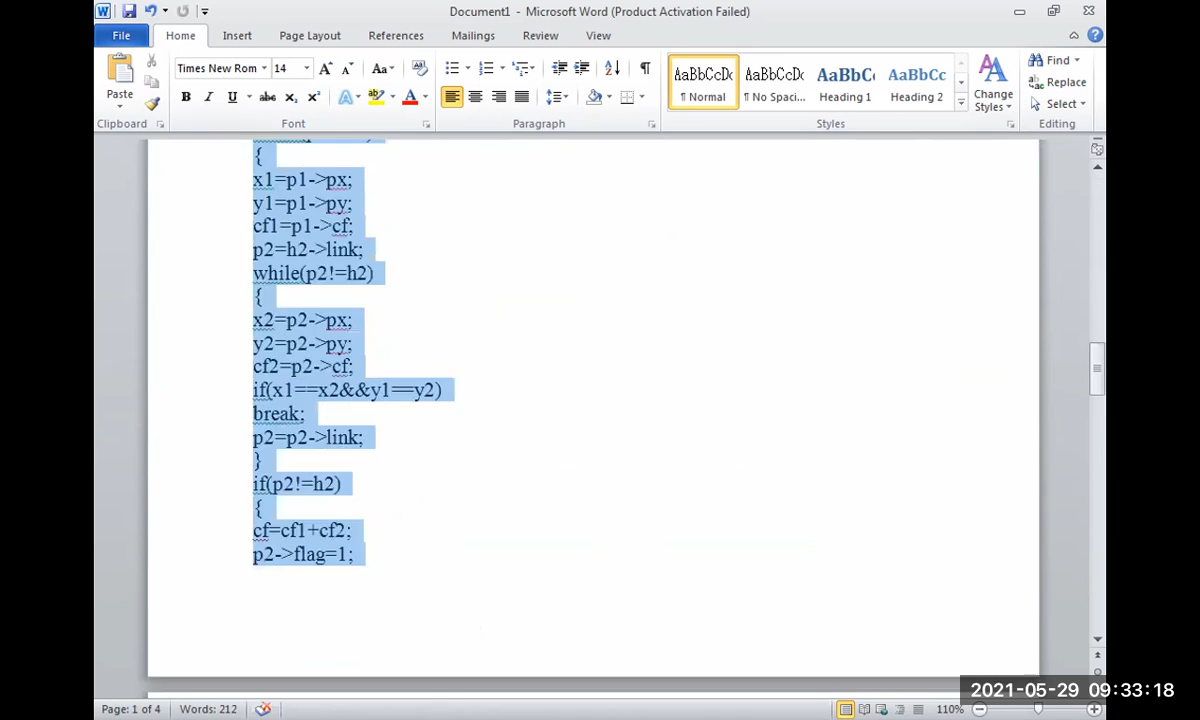 Document1 - Microsoft Word (Product Activation Failed)
File Home Insert Page Layout References Mailings Review View
Paste
Times New Rom 14
Aa
B I U abc x₂ x²
A
AaBbCcDc AaBbCcDc AaBbC AaBbCc
¶ Normal ¶ No Spaci... Heading 1 Heading 2
Change
Styles
Find
Replace
Select
Clipboard Font Paragraph Styles Editing
{
x1=p1->px;
y1=p1->py;
cf1=p1->cf;
p2=h2->link;
while(p2!=h2)
{
x2=p2->px;
y2=p2->py;
cf2=p2->cf;
if(x1==x2&&y1==y2)
break;
p2=p2->link;
}
if(p2!=h2)
{
cf=cf1+cf2;
p2->flag=1;
2021-05-29 09:33:18
Page: 1 of 4 Words: 212 110%